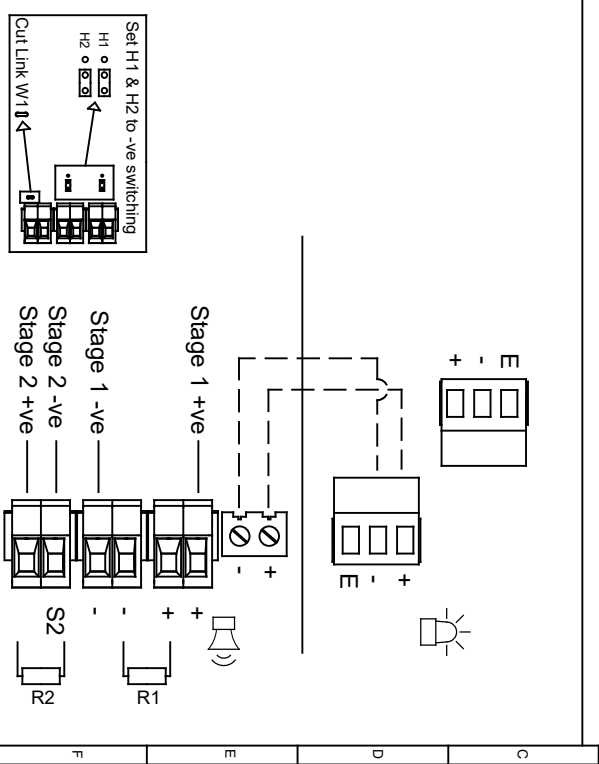 Set H1 & H2 to -ve switching
H1
H2
Cut Link W1
+ - E
Stage 1 +ve
Stage 1 -ve
Stage 2 -ve
Stage 2 +ve
- +
E - +
S2 - - + +
R2
R1
F
E
D
C